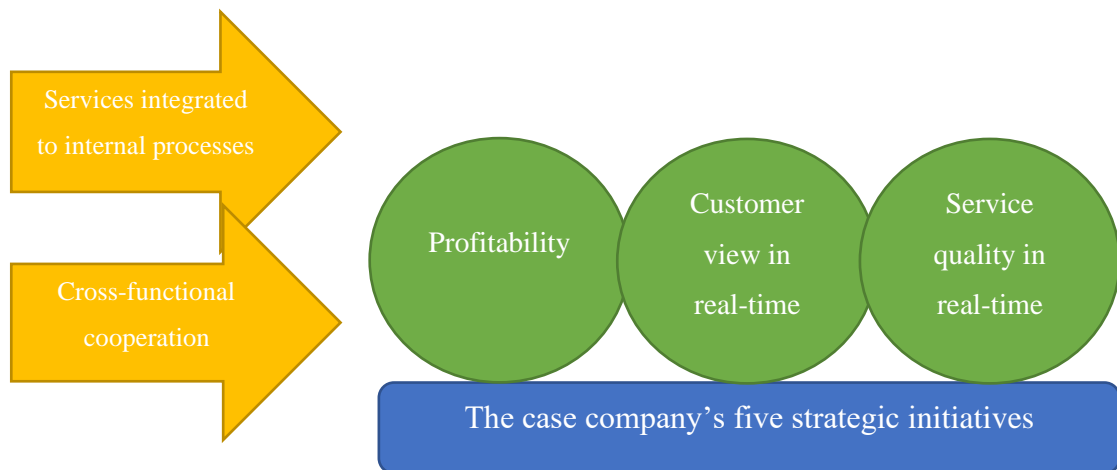 Services integrated
to internal processes
Cross-functional
cooperation
Profitability
Customer
view in
real-time
Service
quality in
real-time
The case company’s five strategic initiatives